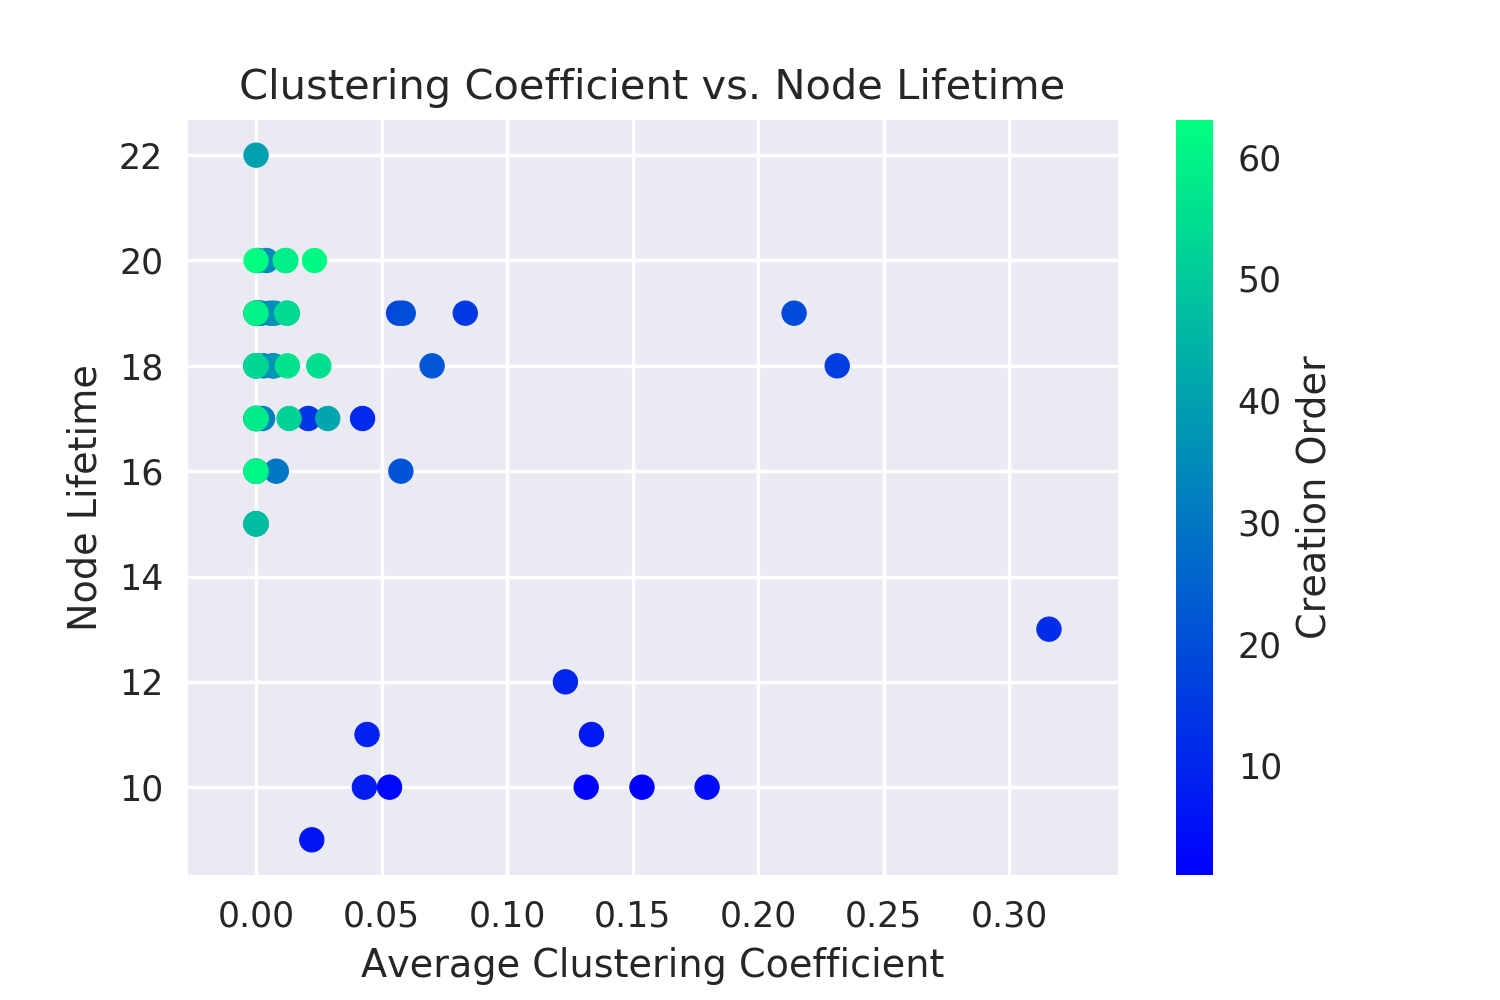 Clustering Coefficient vs. Node Lifetime
22
20
18
16
14
12
10
Node Lifetime
0.00 0.05 0.10 0.15 0.20 0.25 0.30
Average Clustering Coefficient
60
50
40
30
20
10
Creation Order